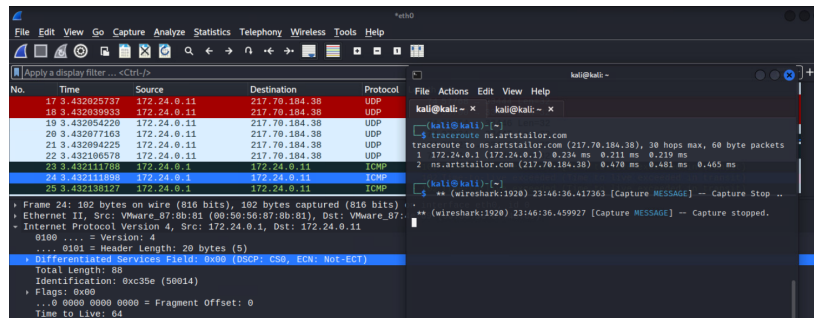 *eth0
File Edit View Go Capture Analyze Statistics Telephony Wireless Tools Help
Apply a display filter ... <Ctrl-/>
No. Time Source Destination Protocol
17 3.432025737 172.24.0.11 217.70.184.38 UDP
18 3.432039933 172.24.0.11 217.70.184.38 UDP
19 3.432054220 172.24.0.11 217.70.184.38 UDP
20 3.432077163 172.24.0.11 217.70.184.38 UDP
21 3.432094225 172.24.0.11 217.70.184.38 UDP
22 3.432106578 172.24.0.11 217.70.184.38 UDP
23 3.432111708 172.24.0.1 172.24.0.11 ICMP
24 3.432111898 172.24.0.1 172.24.0.11 ICMP
25 3.432138127 172.24.0.1 172.24.0.11 ICMP
Frame 24: 102 bytes on wire (816 bits), 102 bytes captured (816 bits)
Ethernet II, Src: VMware_87:8b:81 (00:50:56:87:8b:81), Dst: VMware_87:
Internet Protocol Version 4, Src: 172.24.0.1, Dst: 172.24.0.11
0100 .... = Version: 4
.... 0101 = Header Length: 20 bytes (5)
Differentiated Services Field: 0x00 (DSCP: CS0, ECN: Not-ECT)
Total Length: 88
Identification: 0xc35e (50014)
Flags: 0x00
...0 0000 0000 0000 = Fragment Offset: 0
Time to Live: 64
kali@kali: ~
File Actions Edit View Help
kali@kali: ~ × kali@kali: ~ ×
(kali㉿kali)-[~]
$ traceroute ns.artstailor.com
traceroute to ns.artstailor.com (217.70.184.38), 30 hops max, 60 byte packets
1 172.24.0.1 (172.24.0.1) 0.234 ms 0.211 ms 0.219 ms
2 ns.artstailor.com (217.70.184.38) 0.470 ms 0.481 ms 0.465 ms
(kali㉿kali)-[~]
$ ** (wireshark:1920) 23:46:36.417363 [Capture MESSAGE] -- Capture Stop ..
.
** (wireshark:1920) 23:46:36.459927 [Capture MESSAGE] -- Capture stopped.